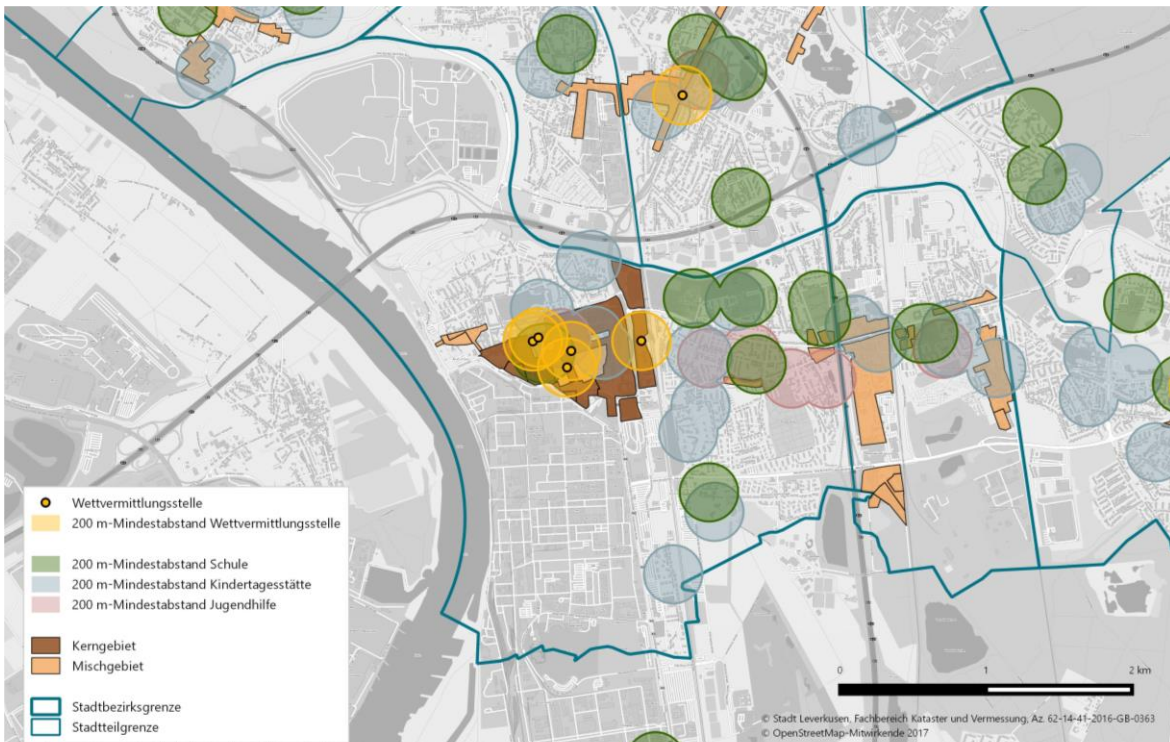 Wettvermittlungsstelle
200 m-Mindestabstand Wettvermittlungsstelle
200 m-Mindestabstand Schule
200 m-Mindestabstand Kindertagesstätte
200 m-Mindestabstand Jugendhilfe
Kerngebiet
Mischgebiet
Stadtbezirksgrenze
Stadtteilgrenze
0 1 2 km
© Stadt Leverkusen, Fachbereich Kataster und Vermessung, Az. 62-14-41-2016-GB-0363
© OpenStreetMap-Mitwirkende 2017